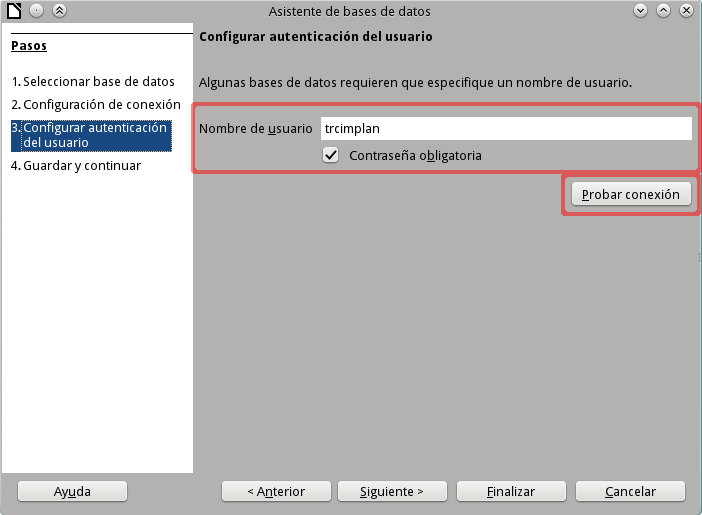 Asistente de bases de datos
Pasos
1. Seleccionar base de datos
2. Configuración de conexión
3. Configurar autenticación
del usuario
4. Guardar y continuar
Configurar autenticación del usuario
Algunas bases de datos requieren que especifique un nombre de usuario.
Nombre de usuario trcimplan
Contraseña obligatoria
Probar conexión
Ayuda < Anterior Siguiente > Finalizar Cancelar